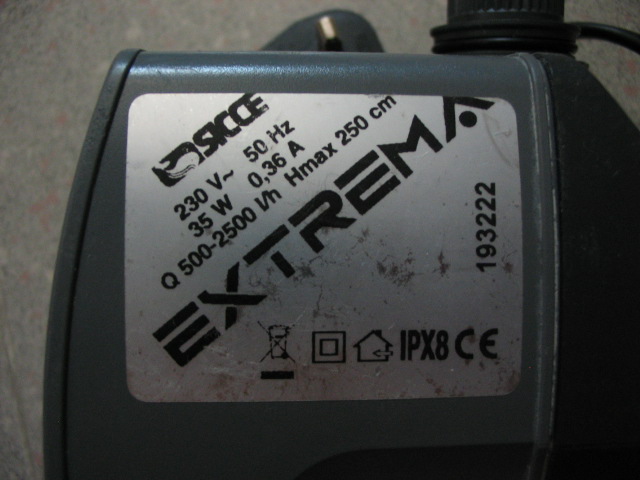 SICCE
230 V~ 50 Hz
35 W 0,36 A
Q 500-2500 l/h Hmax 250 cm
EXTREMA
193222
IPX8 CE